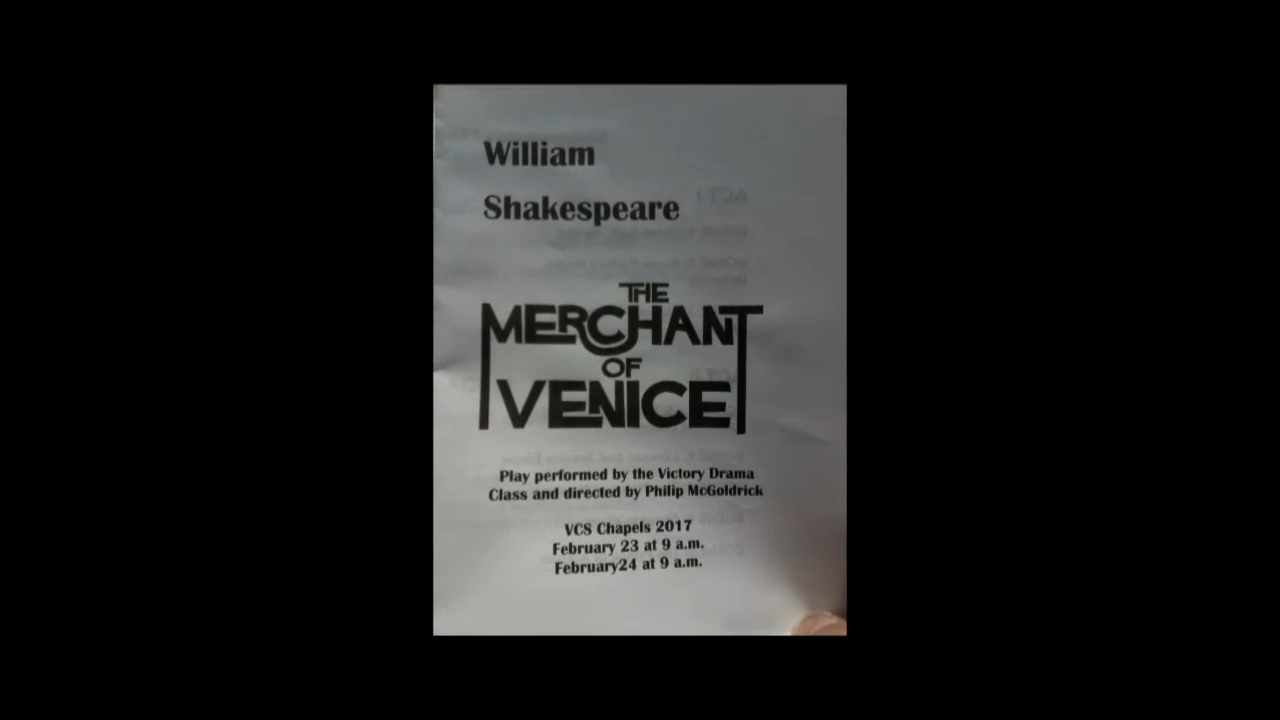 William
Shakespeare
THE
MERCHANT
OF
VENICE
Play performed by the Victory Drama
Class and directed by Philip McGoldrick
VCS Chapels 2017
February 23 at 9 a.m.
February24 at 9 a.m.